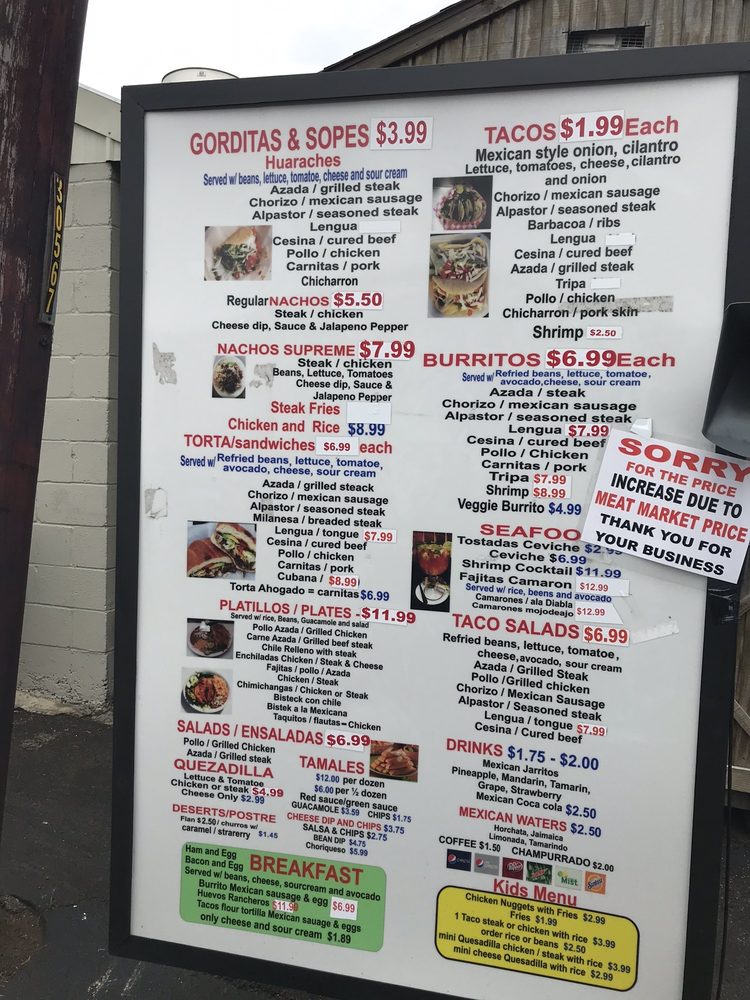 30567
GORDITAS & SOPES $3.99
Huaraches
Served w/ beans, lettuce, tomatoe, cheese and sour cream
Azada / grilled steak
Chorizo / mexican sausage
Alpastor / seasoned steak
Lengua
Cesina / cured beef
Pollo / chicken
Carnitas / pork
Chicharron
Regular NACHOS $5.50
Steak / chicken
Cheese dip, Sauce & Jalapeno Pepper
NACHOS SUPREME $7.99
Steak / chicken
Beans, Lettuce, Tomatoes
Cheese dip, Sauce &
Jalapeno Pepper
Steak Fries
Chicken and Rice $8.99
TORTA/sandwiches $6.99 each
Served w/ Refried beans, lettuce, tomatoe,
avocado, cheese, sour cream
Azada / grilled steack
Chorizo / mexican sausage
Alpastor / seasoned steak
Milanesa / breaded steak
Lengua / tongue $7.99
Cesina / cured beef
Pollo / chicken
Carnitas / pork
Cubana / $8.99
Torta Ahogado = carnitas $6.99
PLATILLOS / PLATES - $11.99
Served w/ rice, Beans, Guacamole and salad
Pollo Azada / Grilled Chicken
Carne Azada / Grilled beef steak
Chile Relleno with steak
Enchiladas Chicken / Steak & Cheese
Fajitas / pollo / Azada
Chicken / Steak
Chimichangas / Chicken or Steak
Bisteck con chile
Bistek a la Mexicana
Taquitos / flautas - Chicken
SALADS / ENSALADAS $6.99
Pollo / Grilled Chicken
Azada / Grilled steak
QUEZADILLA
Lettuce & Tomatoe
Chicken or steak $4.99
Cheese Only $2.99
DESERTS/POSTRE
Flan $2.50 / churros w/
caramel / strarerry $1.45
TAMALES
$12.00 per dozen
$6.00 per ½ dozen
Red sauce/green sauce
GUACAMOLE $3.59 CHIPS $1.75
CHEESE DIP AND CHIPS $3.75
SALSA & CHIPS $2.75
BEAN DIP $4.75
Choriqueso $5.99
BREAKFAST
Ham and Egg
Bacon and Egg
Served w/ beans, cheese, sourcream and avocado
Burrito Mexican sausage & egg $6.99
Huevos Rancheros $11.99
Tacos flour tortilla Mexican sauage & eggs
only cheese and sour cream $1.89
TACOS $1.99 Each
Mexican style onion, cilantro
Lettuce, tomatoes, cheese, cilantro
and onion
Chorizo / mexican sausage
Alpastor / seasoned steak
Barbacoa / ribs
Lengua
Cesina / cured beef
Azada / grilled steak
Tripa
Pollo / chicken
Chicharron / pork skin
Shrimp $2.50
BURRITOS $6.99 Each
Served w/ Refried beans, lettuce, tomatoe,
avocado, cheese, sour cream
Azada / steak
Chorizo / mexican sausage
Alpastor / seasoned steak
Lengua $7.99
Cesina / cured beef
Pollo / Chicken
Carnitas / pork
Tripa $7.99
Shrimp $8.99
Veggie Burrito $4.99
SORRY
FOR THE PRICE
INCREASE DUE TO
MEAT MARKET PRICE
THANK YOU FOR
YOUR BUSINESS
SEAFOO
Tostadas Ceviche $2.99
Ceviche $6.99
Shrimp Cocktail $11.99
Fajitas Camaron $12.99
Served w/ rice, beens and avocado
Camarones / ala Diabla
Camarones mojodeajo $12.99
TACO SALADS $6.99
Refried beans, lettuce, tomatoe,
cheese, avocado, sour cream
Azada / Grilled Steak
Pollo / Grilled chicken
Chorizo / Mexican Sausage
Alpastor / Seasoned steak
Lengua / tongue $7.99
Cesina / Cured beef
DRINKS $1.75 - $2.00
Mexican Jarritos
Pineapple, Mandarin, Tamarin,
Grape, Strawberry
Mexican Coca cola $2.50
MEXICAN WATERS $2.50
Horchata, Jamaica
Limonada, Tamarindo
COFFEE $1.50 CHAMPURRADO $2.00
pepsi
Mist
Sunkist
Kids Menu
Chicken Nuggets with Fries $2.99
Fries $1.99
1 Taco steak or chicken with rice $3.99
order rice or beans $2.50
mini Quesadilla chicken / steak with rice $3.99
mini cheese Quesadilla with rice $2.99